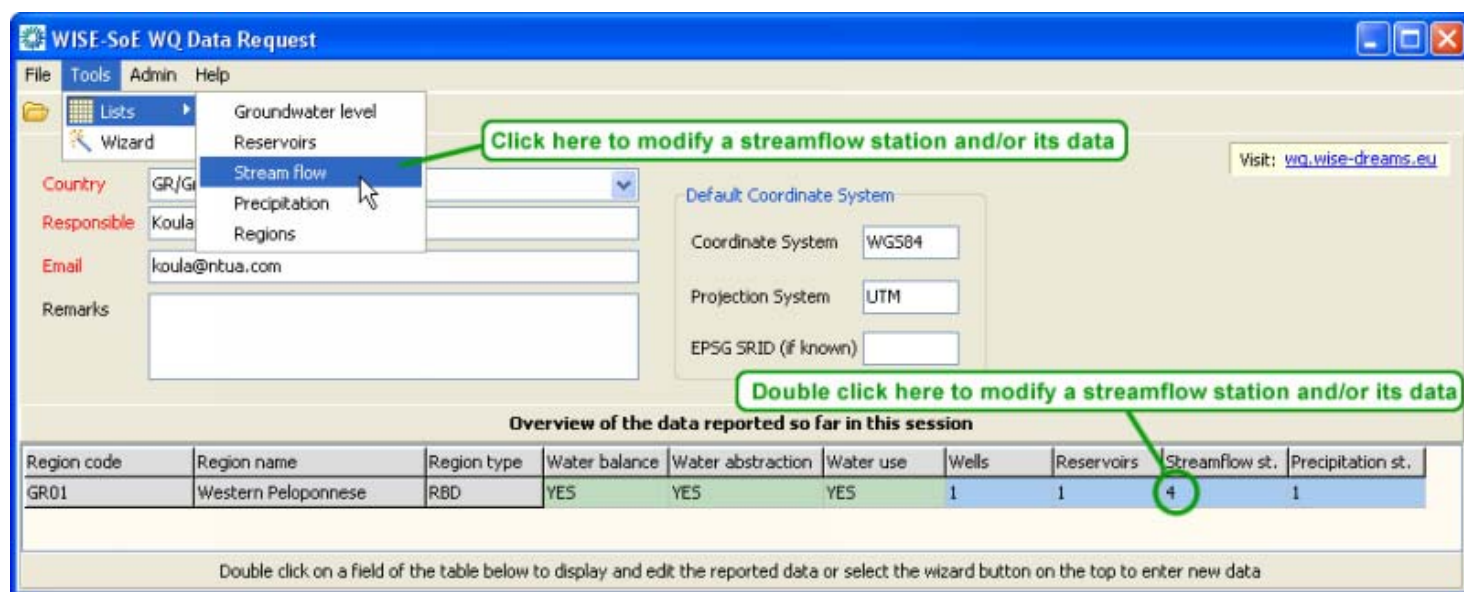 WISE-SoE WQ Data Request
File Tools Admin Help
Lists
Wizard
Groundwater level
Reservoirs
Stream flow
Precipitation
Regions
Click here to modify a streamflow station and/or its data
Visit: wq.wise-dreams.eu
Country GR/G
Responsible Koula
Email koula@ntua.com
Remarks
Default Coordinate System
Coordinate System WGS84
Projection System UTM
EPSG SRID (if known)
Double click here to modify a streamflow station and/or its data
Overview of the data reported so far in this session
Region code Region name Region type Water balance Water abstraction Water use Wells Reservoirs Streamflow st. Precipitation st.
GR01 Western Peloponnese RBD YES YES YES 1 1 4 1
Double click on a field of the table below to display and edit the reported data or select the wizard button on the top to enter new data